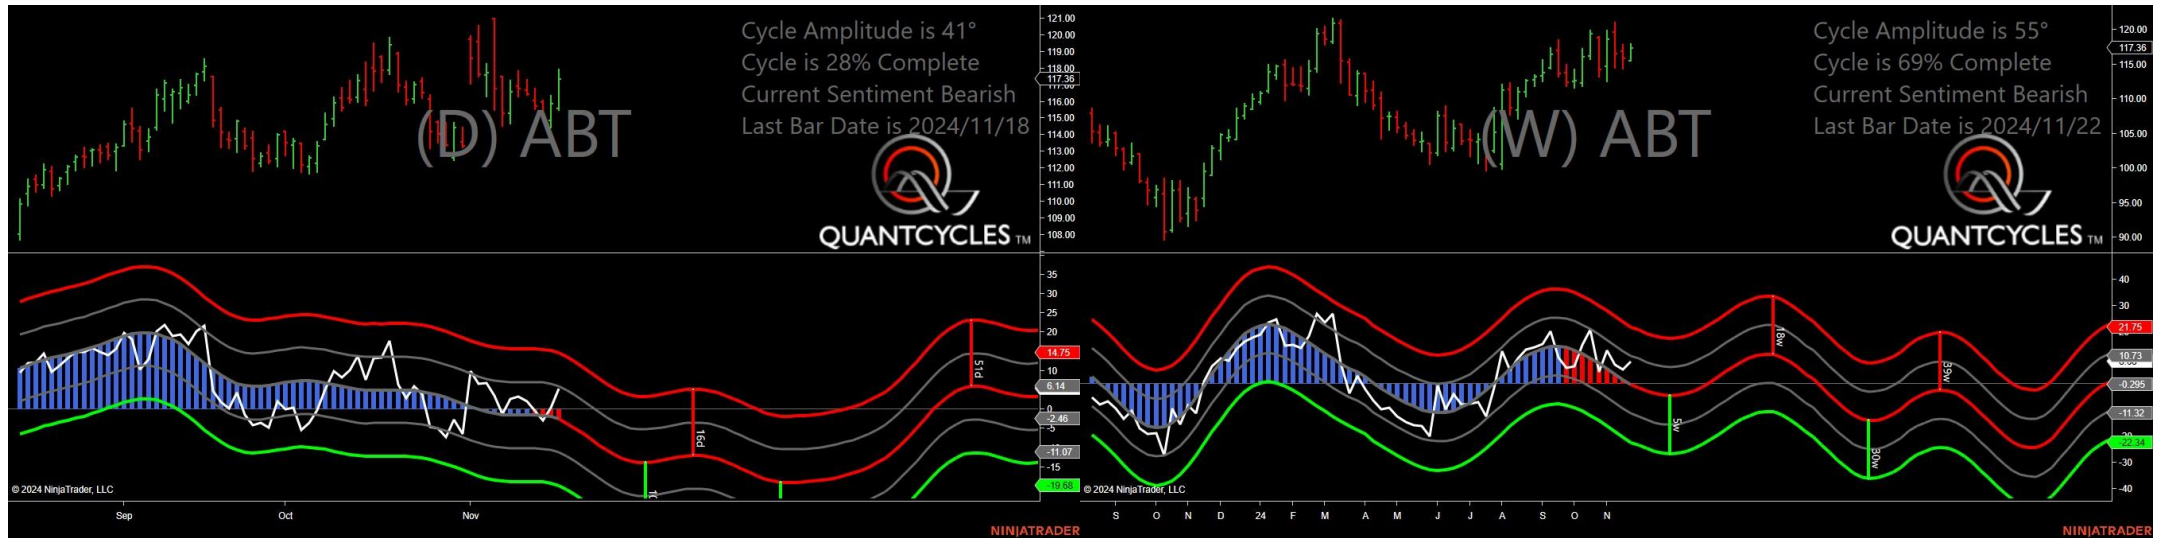 Cycle Amplitude is 41°
Cycle is 28% Complete
Current Sentiment Bearish
Last Bar Date is 2024/11/18
(D) ABT
QUANTCYCLES TM
121.00
120.00
119.00
118.00
117.36
116.00
115.00
114.00
113.00
112.00
111.00
110.00
109.00
108.00
35
30
25
20
14.75
10
6.14
0
-2.46
-5
-11.07
-15
-19.68
16d
51d
© 2024 NinjaTrader, LLC
Sep Oct Nov
NINJATRADER
Cycle Amplitude is 55°
Cycle is 69% Complete
Current Sentiment Bearish
Last Bar Date is 2024/11/22
(W) ABT
QUANTCYCLES TM
120.00
117.36
115.00
110.00
105.00
100.00
95.00
90.00
40
30
21.75
10.73
-0.295
-11.32
-22.34
-30
-40
18w
5w
39w
30w
© 2024 NinjaTrader, LLC
S O N D 24 F M A M J J A S O N
NINJATRADER